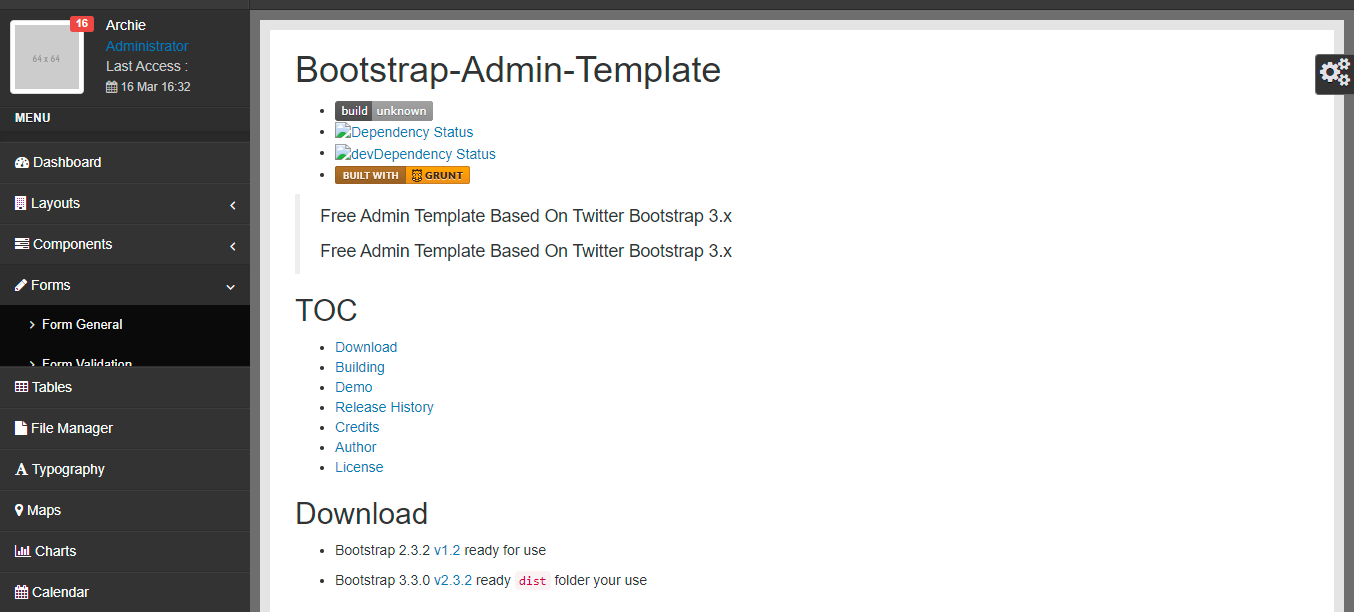 64 x 64
16
Archie
Administrator
Last Access :
16 Mar 16:32
MENU
Dashboard
Layouts
Components
Forms
Form General
Form Validation
Tables
File Manager
Typography
Maps
Charts
Calendar
Bootstrap-Admin-Template
build unknown
Dependency Status
devDependency Status
BUILT WITH GRUNT
Free Admin Template Based On Twitter Bootstrap 3.x
Free Admin Template Based On Twitter Bootstrap 3.x
TOC
Download
Building
Demo
Release History
Credits
Author
License
Download
Bootstrap 2.3.2 v1.2 ready for use
Bootstrap 3.3.0 v2.3.2 ready dist folder your use